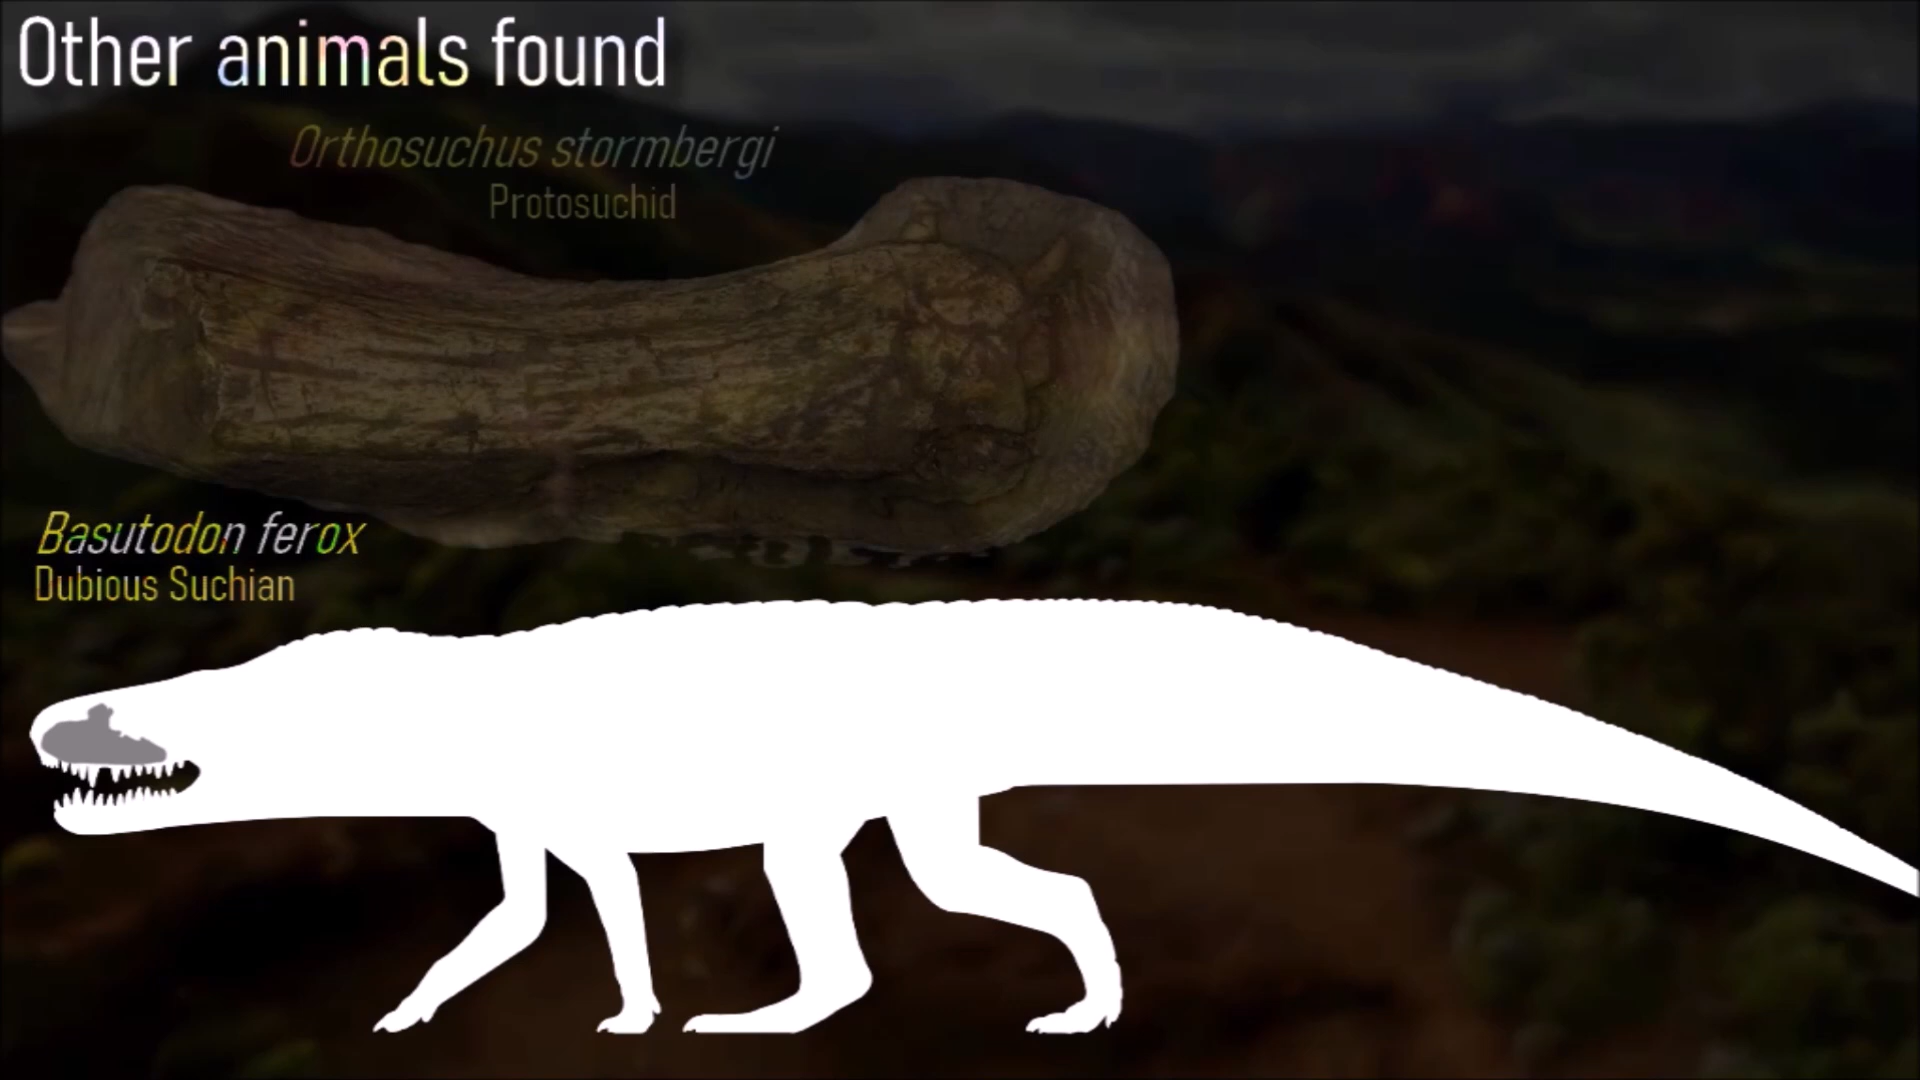 Other animals found
Orthosuchus stormbergi
Protosuchid
Basutodon ferox
Dubious Suchian